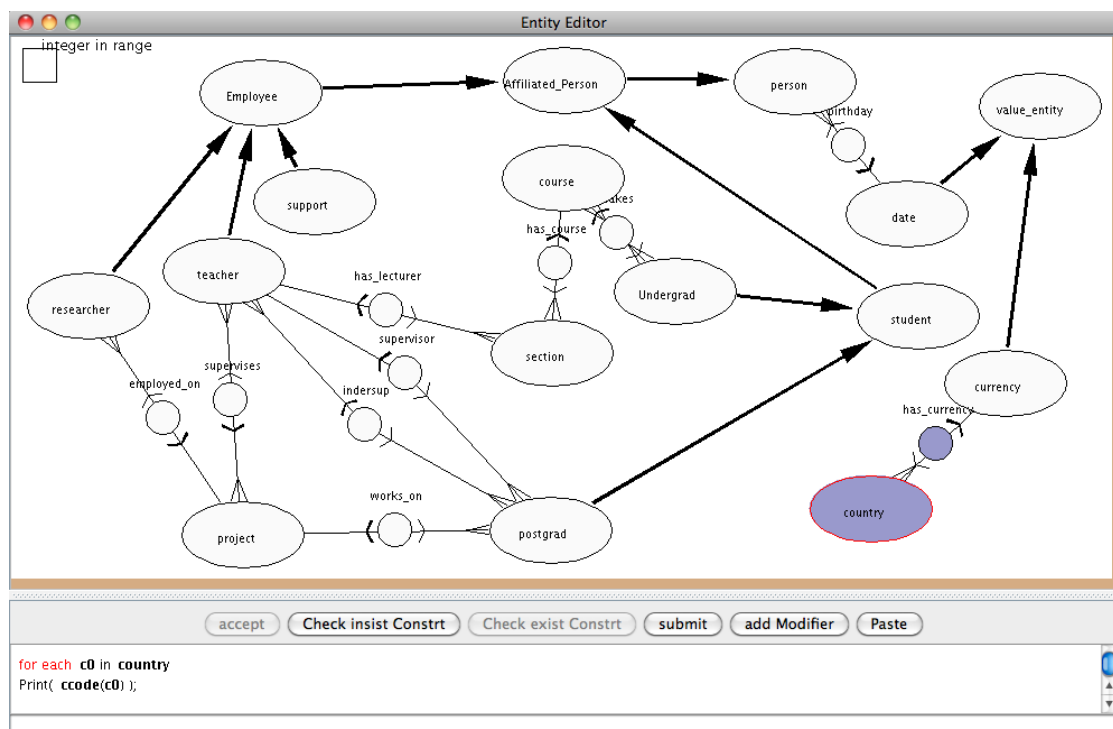 Entity Editor
integer in range
Employee
Affiliated_Person
person
value_entity
birthday
support
course
takes
date
has_course
teacher
has_lecturer
Undergrad
researcher
student
supervisor
section
supervises
employed_on
indersup
currency
has_currency
works_on
project
postgrad
country
accept
Check insist Constrt
Check exist Constrt
submit
add Modifier
Paste
for each c0 in country
Print( ccode(c0) );